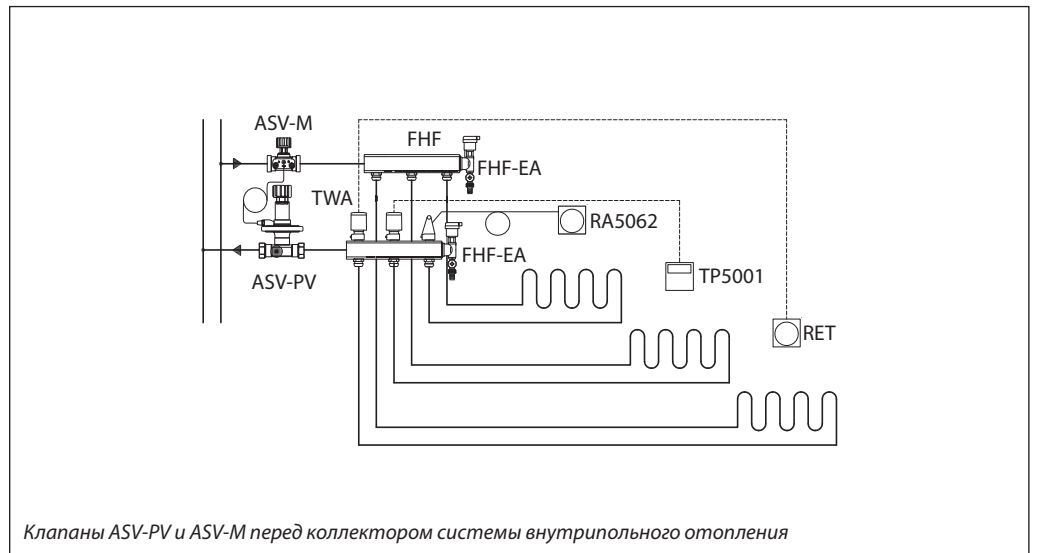 ASV-M
FHF
FHF-EA
TWA
RA5062
FHF-EA
ASV-PV
TP5001
RET
Клапаны ASV-PV и ASV-M перед коллектором системы внутрипольного отопления